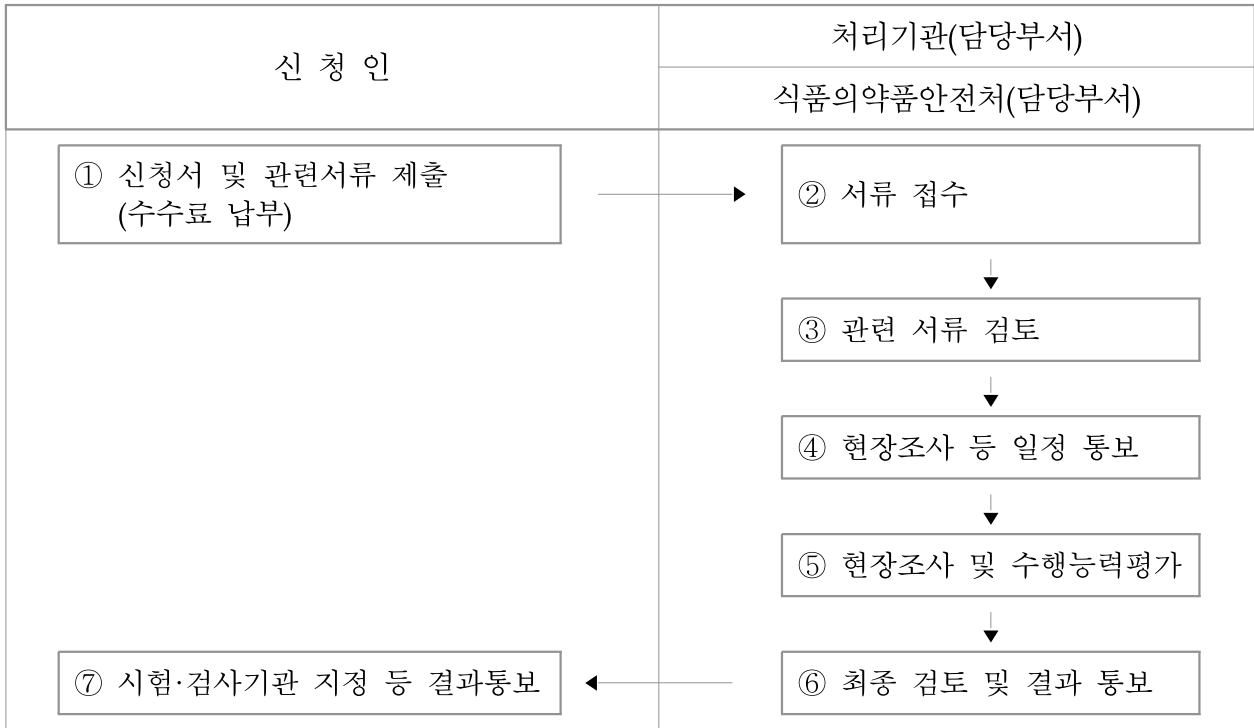 신 청 인
처리기관(담당부서)
식품의약품안전처(담당부서)
① 신청서 및 관련서류 제출
(수수료 납부)
② 서류 접수
③ 관련 서류 검토
④ 현장조사 등 일정 통보
⑤ 현장조사 및 수행능력평가
⑥ 최종 검토 및 결과 통보
⑦ 시험·검사기관 지정 등 결과통보